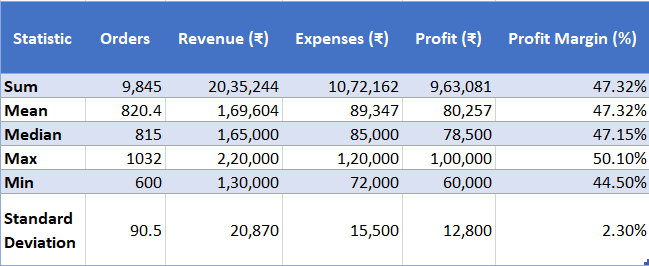 Statistic Orders Revenue (₹) Expenses (₹) Profit (₹) Profit Margin (%)
Sum 9,845 20,35,244 10,72,162 9,63,081 47.32%
Mean 820.4 1,69,604 89,347 80,257 47.32%
Median 815 1,65,000 85,000 78,500 47.15%
Max 1032 2,20,000 1,20,000 1,00,000 50.10%
Min 600 1,30,000 72,000 60,000 44.50%
Standard
Deviation 90.5 20,870 15,500 12,800 2.30%